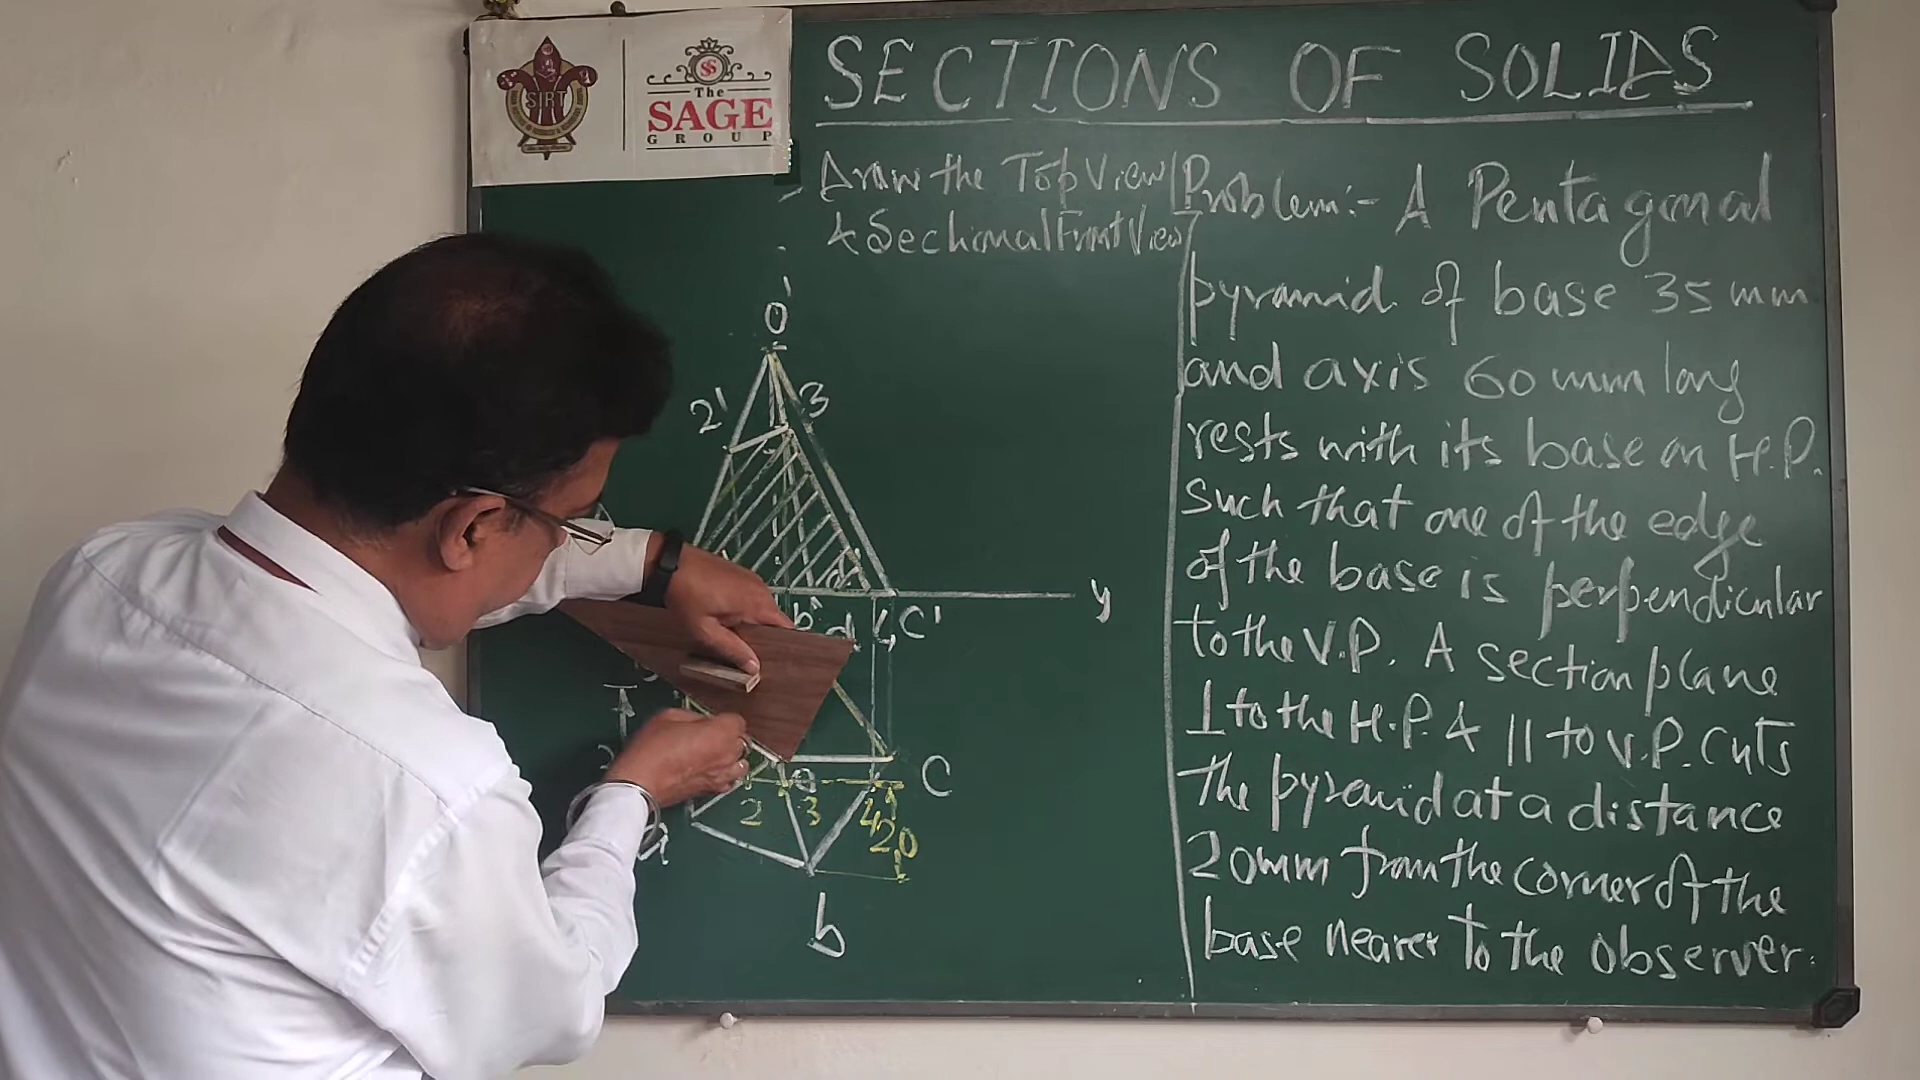 SIRT
The
SAGE
GROUP
SECTIONS OF SOLIDS
Draw the Top View
& Sectional Front View
Problem:- A Pentagonal
pyramid of base 35 mm
and axis 60 mm long
rests with its base on H.P.
such that one of the edge
of the base is perpendicular
to the V.P. A section plane
⊥ to the H.P. & || to V.P. cuts
the pyramid at a distance
20mm from the corner of the
base nearer to the observer.
O'
2' 3
d'
y
b' d 4 C'
C
2 3 4
20
a
b